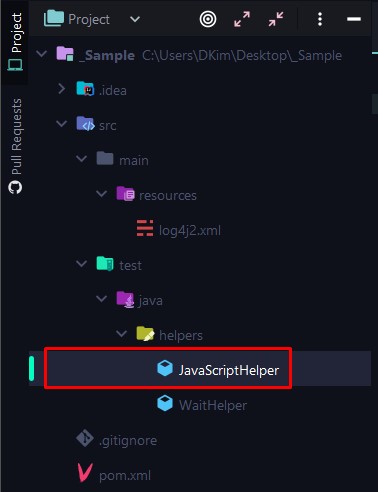 Project
Project
Pull Requests
_Sample C:\Users\DKim\Desktop\_Sample
.idea
src
main
resources
log4j2.xml
test
java
helpers
JavaScriptHelper
WaitHelper
.gitignore
pom.xml